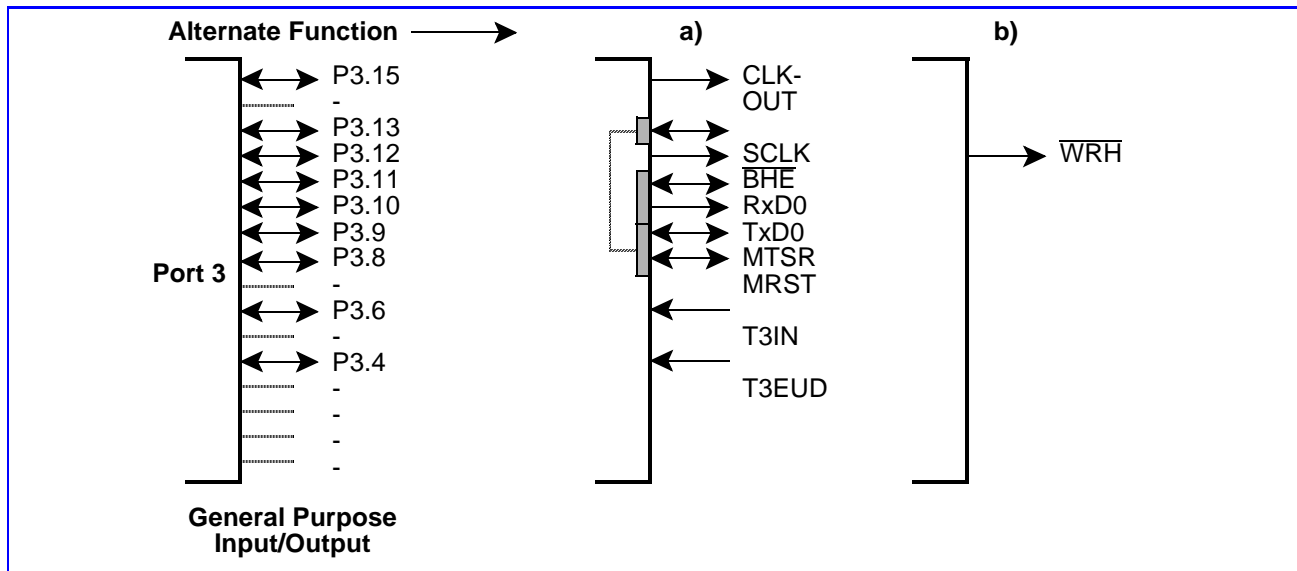 Alternate Function
a)
b)
Port 3
P3.15
-
P3.13
P3.12
P3.11
P3.10
P3.9
P3.8
-
P3.6
-
P3.4
-
-
-
-
General Purpose
Input/Output
CLK-
OUT
SCLK
BHE
RxD0
TxD0
MTSR
MRST
T3IN
T3EUD
WRH